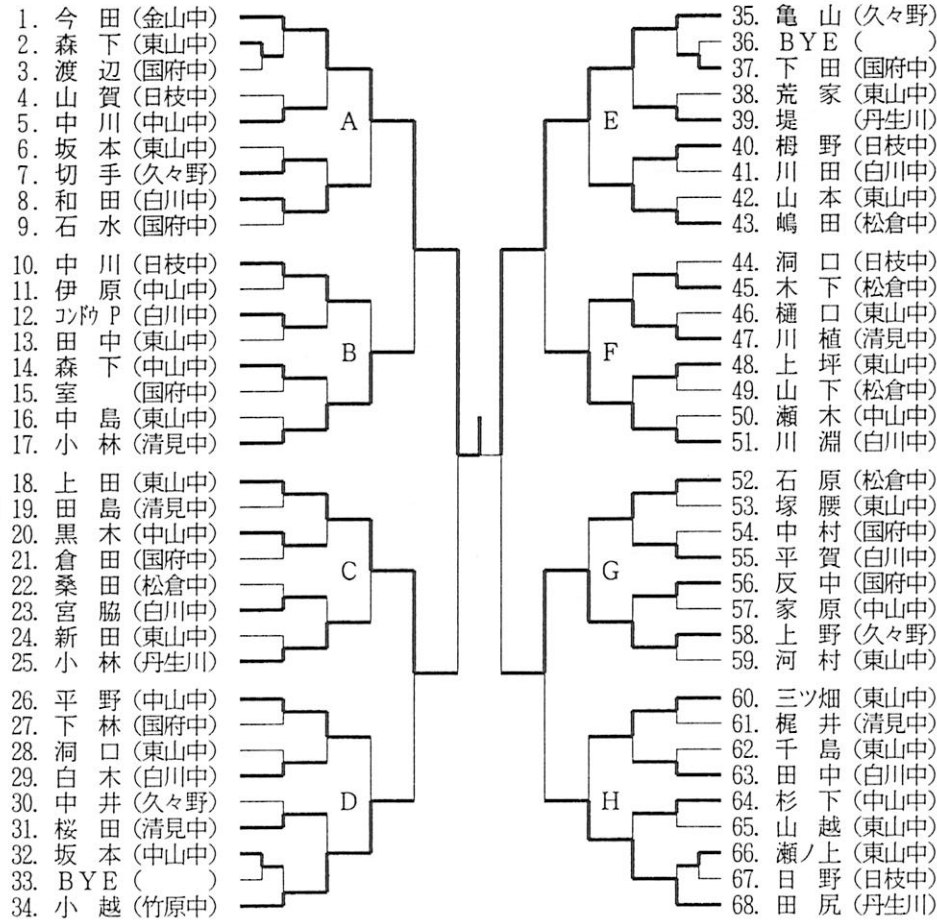 1. 今田 (金山中)
2. 森下 (東山中)
3. 渡辺 (国府中)
4. 山賀 (日枝中)
5. 中川 (中山中)
6. 坂本 (東山中)
7. 切手 (久々野)
8. 和田 (白川中)
9. 石水 (国府中)
A
10. 中川 (日枝中)
11. 伊原 (中山中)
12. コンドウP (白川中)
13. 田中 (東山中)
14. 森下 (中山中)
15. 室 (国府中)
16. 中島 (東山中)
17. 小林 (清見中)
B
18. 上田 (東山中)
19. 田島 (清見中)
20. 黒木 (中山中)
21. 倉田 (国府中)
22. 桑田 (松倉中)
23. 宮脇 (白川中)
24. 新田 (東山中)
25. 小林 (丹生川)
C
26. 平野 (中山中)
27. 下林 (国府中)
28. 洞口 (東山中)
29. 白木 (白川中)
30. 中井 (久々野)
31. 桜田 (清見中)
32. 坂本 (中山中)
33. BYE ( )
34. 小越 (竹原中)
D
35. 亀山 (久々野)
36. BYE ( )
37. 下田 (国府中)
38. 荒家 (東山中)
39. 堤 (丹生川)
40. 栂野 (日枝中)
41. 川田 (白川中)
42. 山本 (東山中)
43. 嶋田 (松倉中)
E
44. 洞口 (日枝中)
45. 木下 (松倉中)
46. 樋口 (東山中)
47. 川植 (清見中)
48. 上坪 (東山中)
49. 山下 (松倉中)
50. 瀬木 (中山中)
51. 川淵 (白川中)
F
52. 石原 (松倉中)
53. 塚腰 (東山中)
54. 中村 (国府中)
55. 平賀 (白川中)
56. 反中 (国府中)
57. 家原 (中山中)
58. 上野 (久々野)
59. 河村 (東山中)
G
60. 三ツ畑 (東山中)
61. 梶井 (清見中)
62. 千島 (東山中)
63. 田中 (白川中)
64. 杉下 (中山中)
65. 山越 (東山中)
66. 瀬ノ上 (東山中)
67. 日野 (日枝中)
68. 田尻 (丹生川)
H